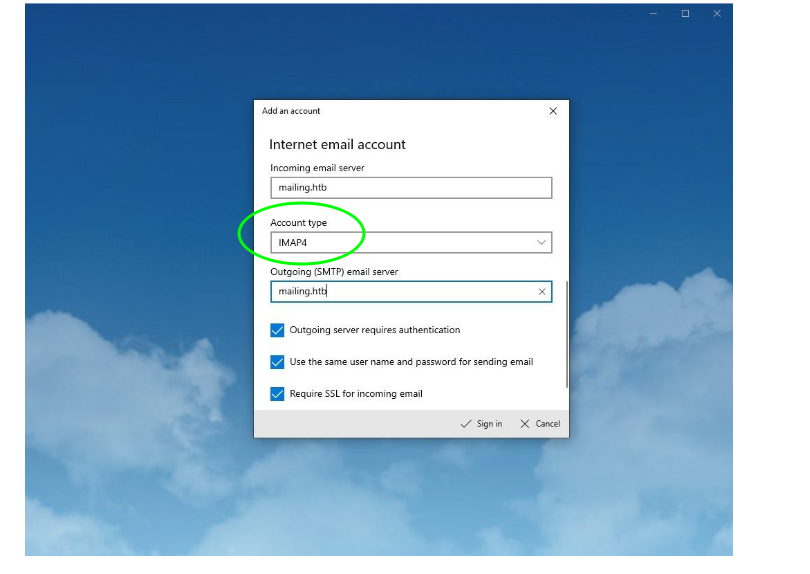 Add an account
Internet email account
Incoming email server
mailing.htb
Account type
IMAP4
Outgoing (SMTP) email server
mailing.htb
Outgoing server requires authentication
Use the same user name and password for sending email
Require SSL for incoming email
Sign in Cancel